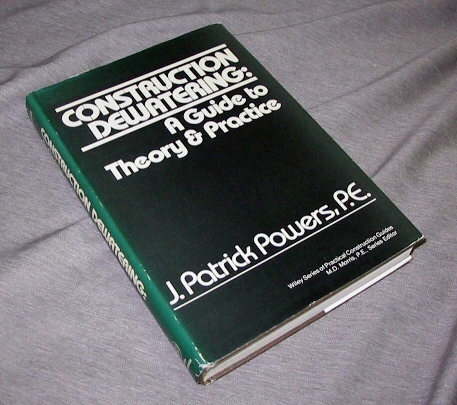 CONSTRUCTION
DEWATERING:
A Guide to
Theory & Practice
J. Patrick Powers, P.E.
Wiley Series of Practical Construction Guides
M.D. Morris, P.E. Series Editor
CONSTRUCTION DEWATERING: